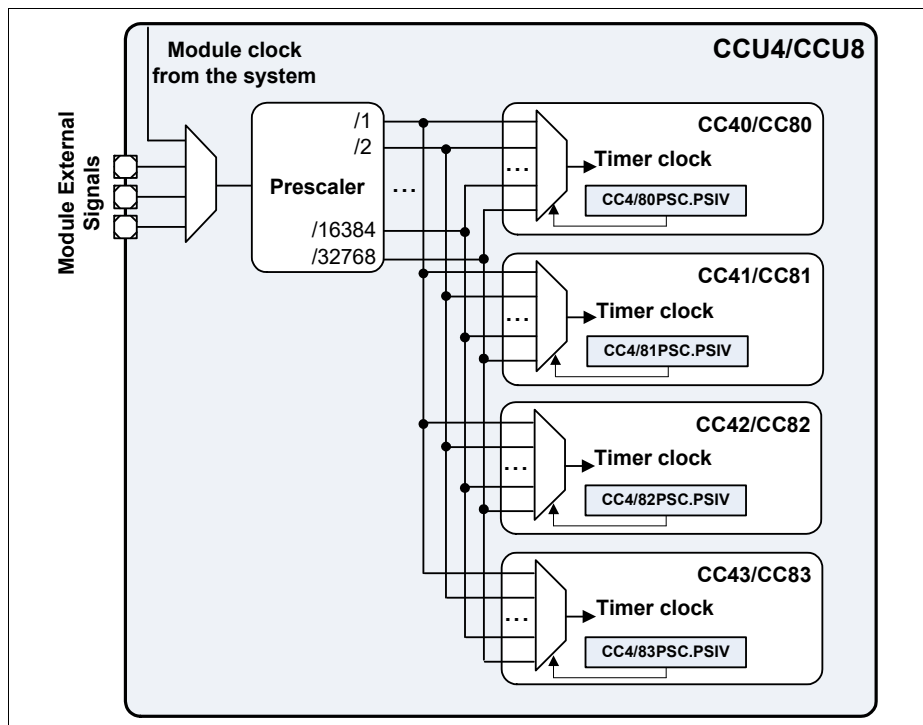 CCU4/CCU8
Module clock
from the system
Module External
Signals
Prescaler
/1
/2
...
/16384
/32768
CC40/CC80
...
Timer clock
CC4/80PSC.PSIV
CC41/CC81
...
Timer clock
CC4/81PSC.PSIV
CC42/CC82
...
Timer clock
CC4/82PSC.PSIV
CC43/CC83
...
Timer clock
CC4/83PSC.PSIV